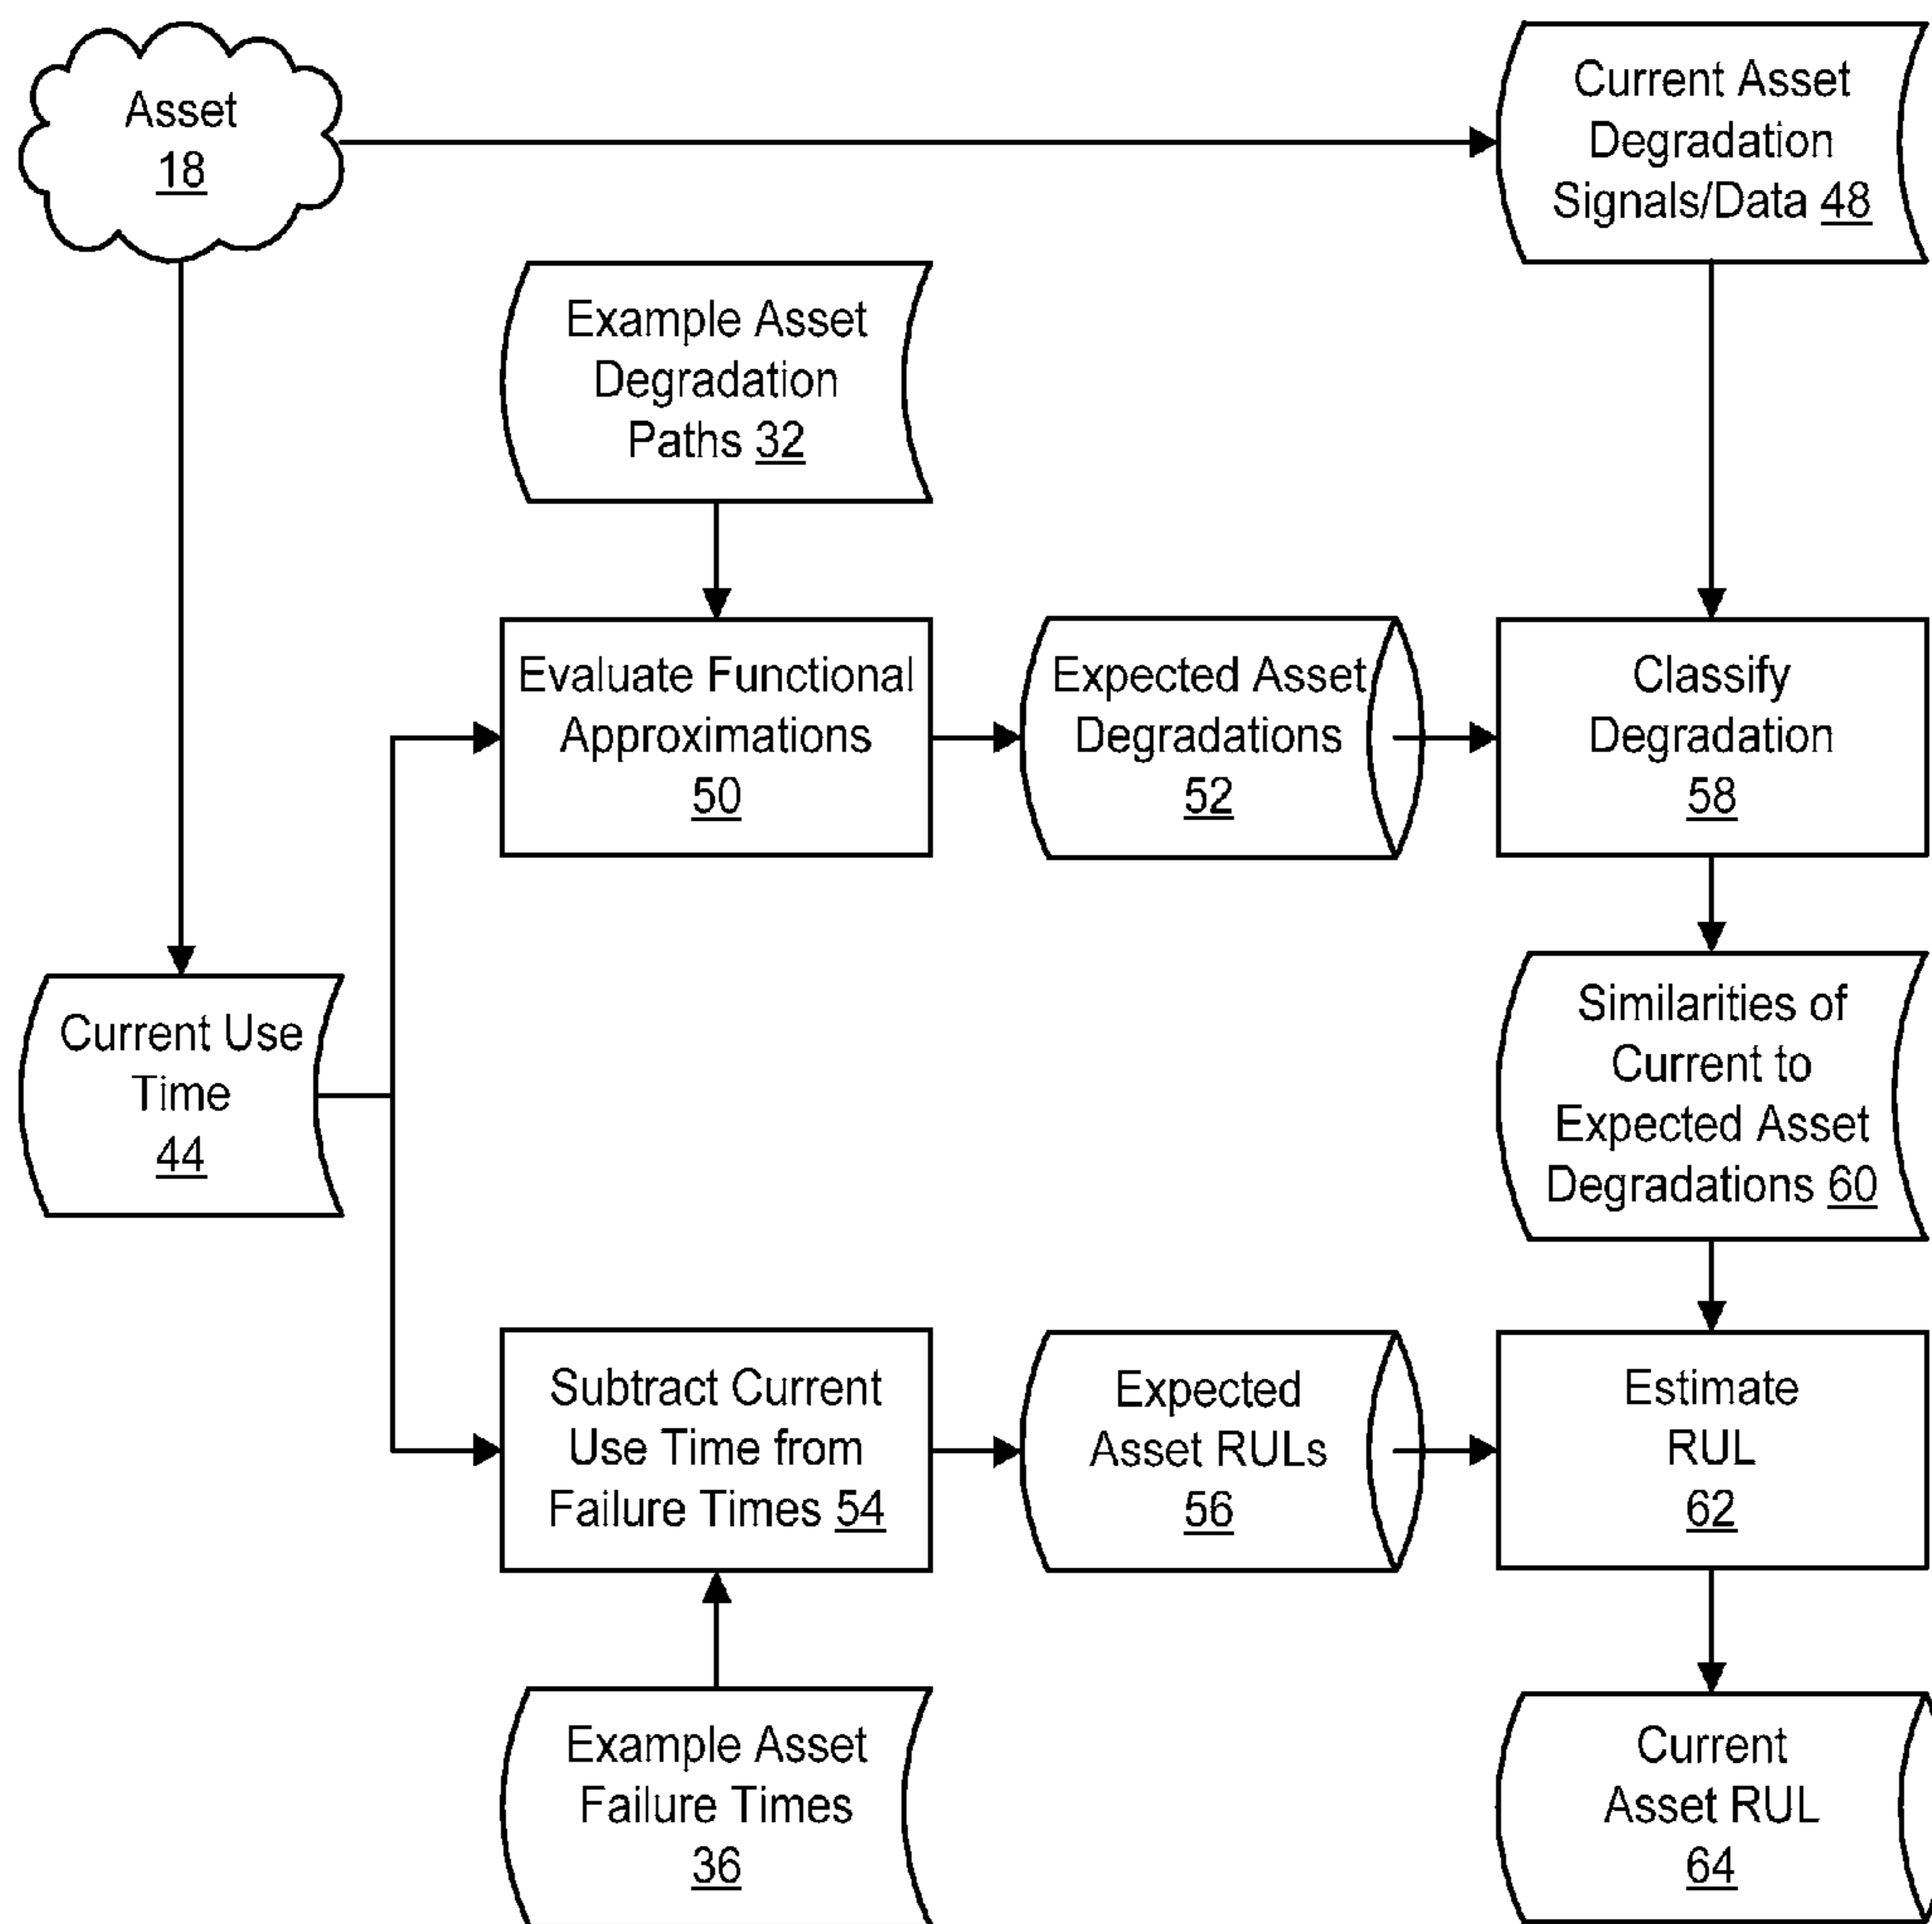 Asset
18
Current Asset
Degradation
Signals/Data 48
Example Asset
Degradation
Paths 32
Evaluate Functional
Approximations
50
Expected Asset
Degradations
52
Classify
Degradation
58
Current Use
Time
44
Similarities of
Current to
Expected Asset
Degradations 60
Subtract Current
Use Time from
Failure Times 54
Expected
Asset RULs
56
Estimate
RUL
62
Example Asset
Failure Times
36
Current
Asset RUL
64